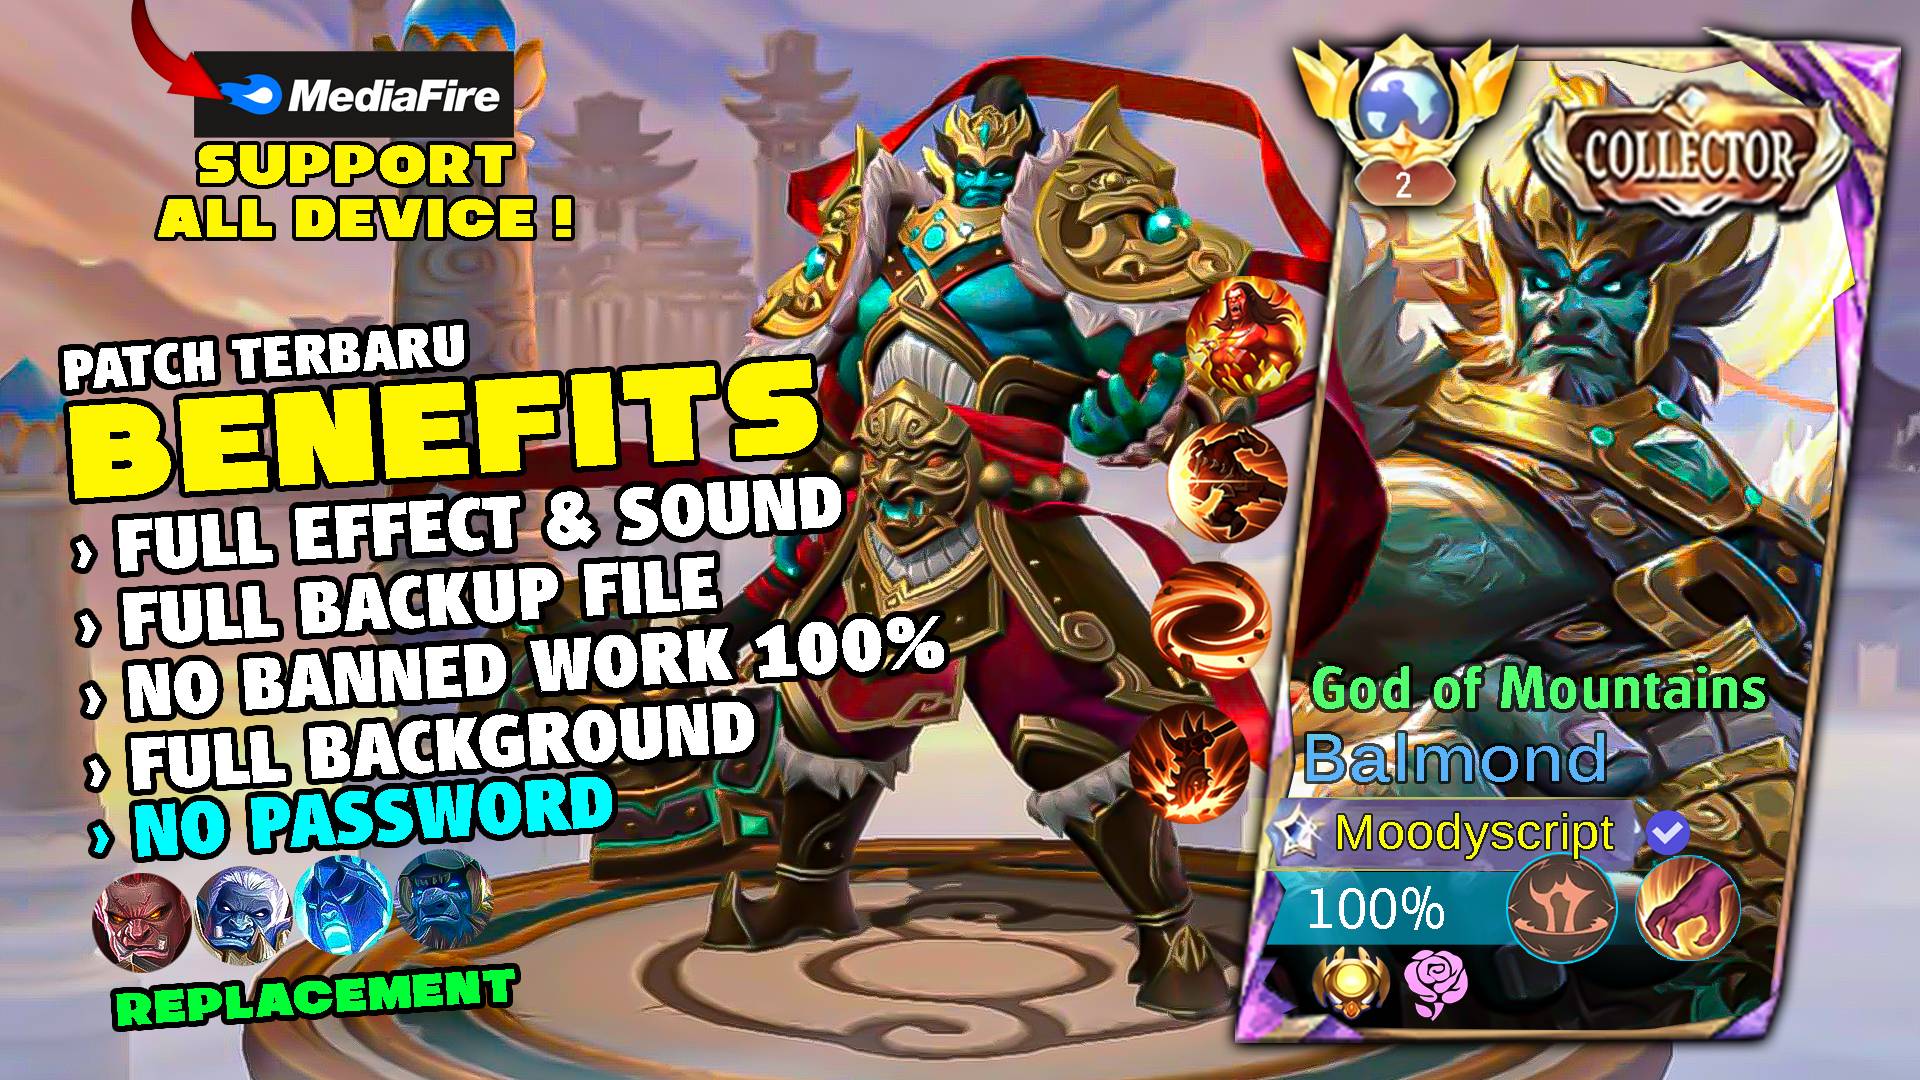 MediaFire
SUPPORT
ALL DEVICE !
PATCH TERBARU
BENEFITS
› FULL EFFECT & SOUND
› FULL BACKUP FILE
› NO BANNED WORK 100%
› FULL BACKGROUND
› NO PASSWORD
REPLACEMENT
2
COLLECTOR
God of Mountains
Balmond
Moodyscript
100%